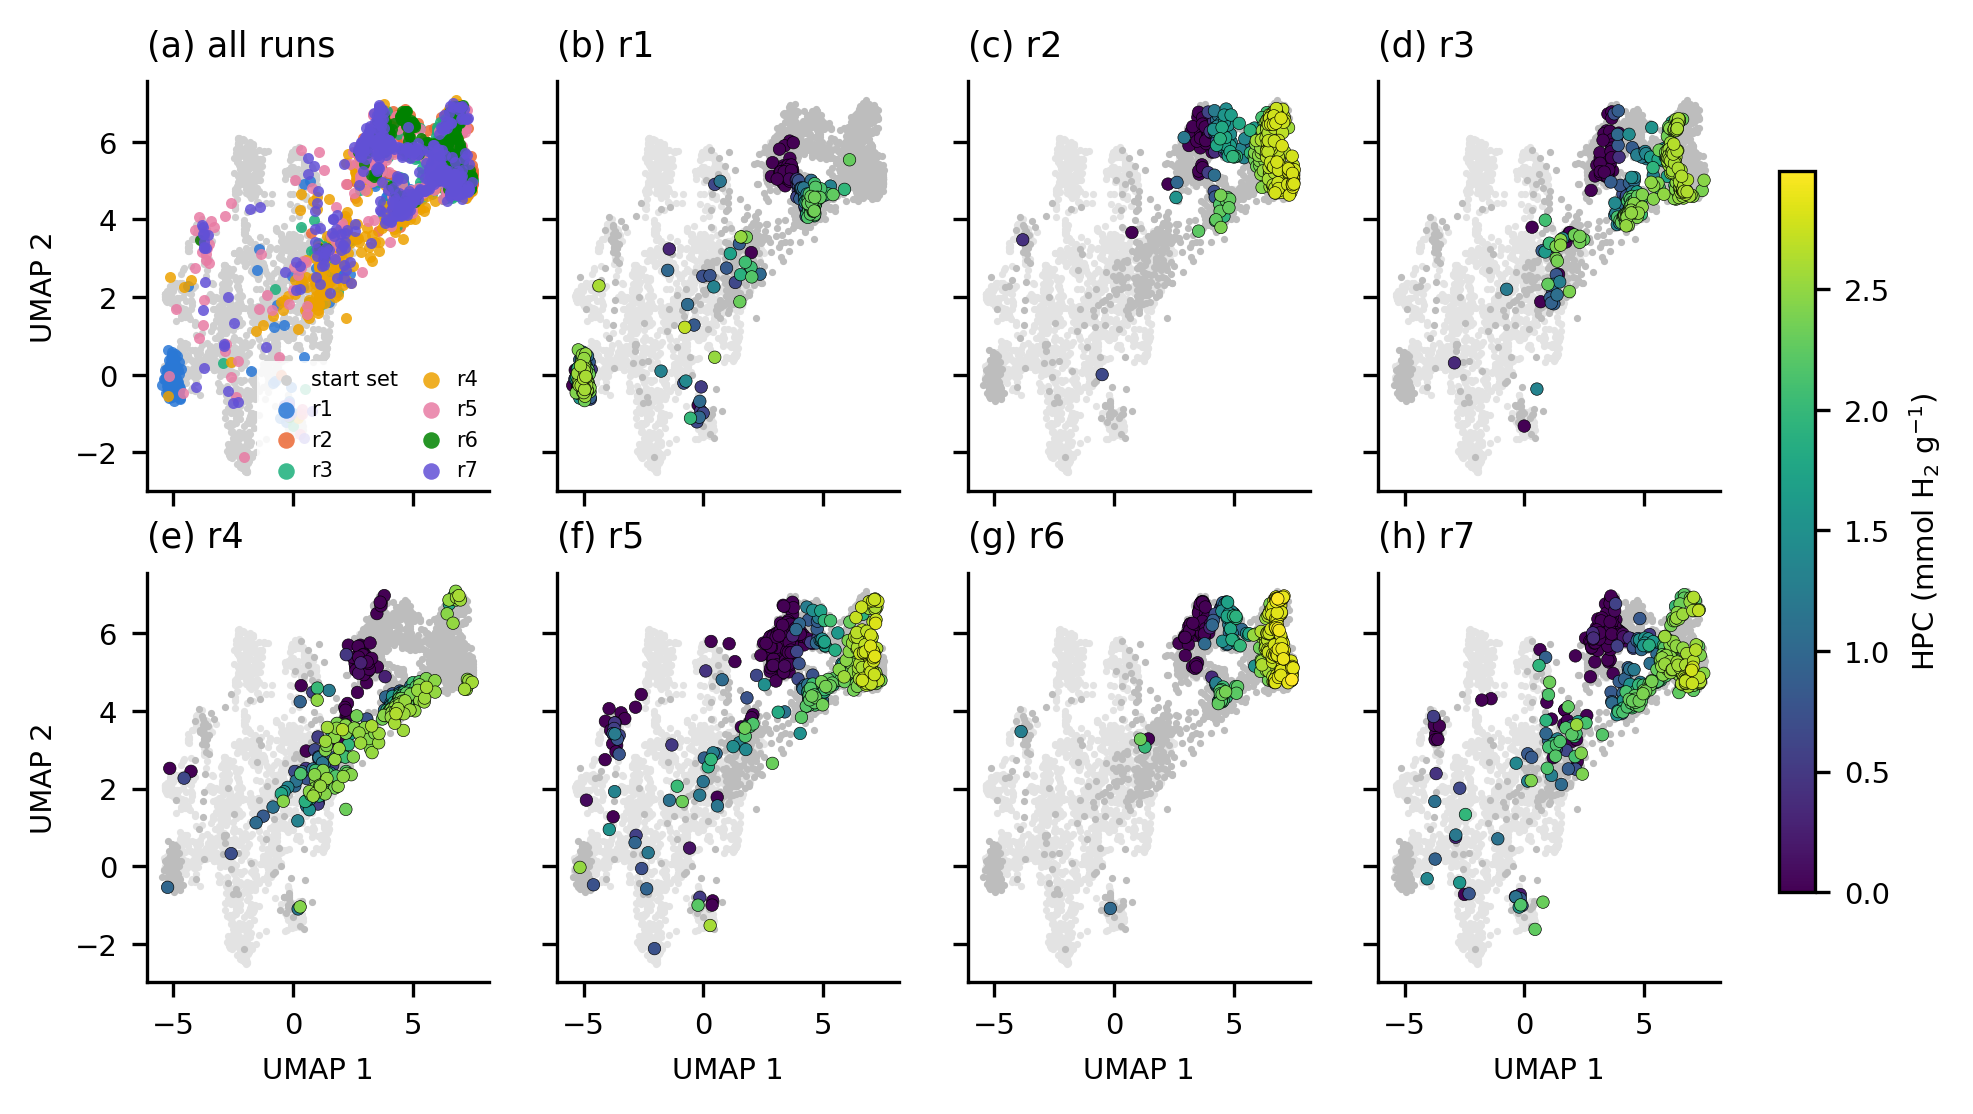 (a) all runs
(b) r1
(c) r2
(d) r3
UMAP 2
6
4
2
0
−2
start set
r1
r2
r3
r4
r5
r6
r7
−5
0
5
(e) r4
(f) r5
(g) r6
(h) r7
UMAP 2
6
4
2
0
−2
−5
0
5
−5
0
5
−5
0
5
−5
0
5
UMAP 1
UMAP 1
UMAP 1
UMAP 1
2.5
2.0
1.5
1.0
0.5
0.0
HPC (mmol H₂ g⁻¹)